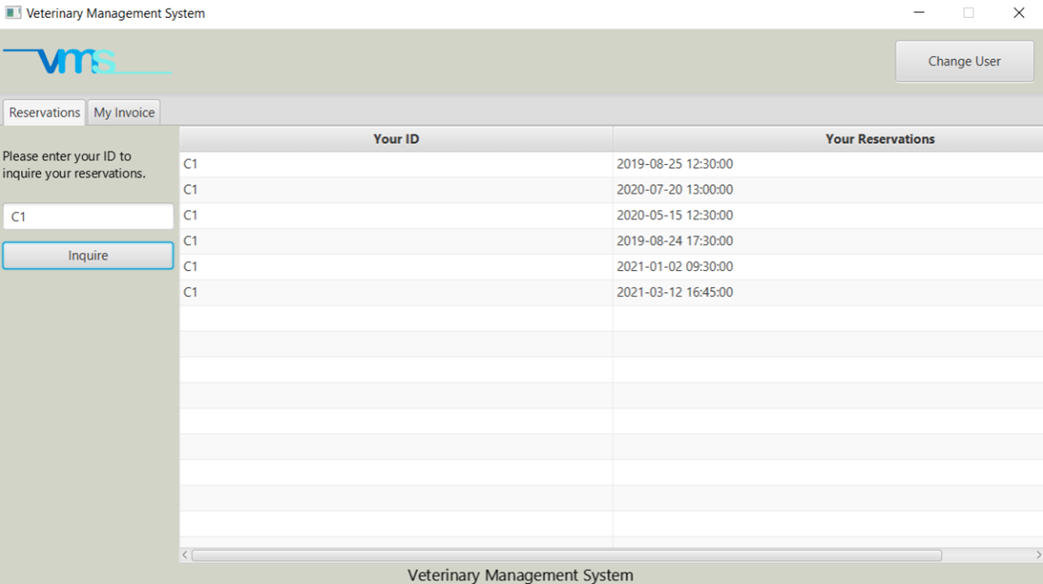 Veterinary Management System
vms
Change User
Reservations My Invoice
Please enter your ID to
inquire your reservations.
C1
Inquire
Your ID Your Reservations
C1 2019-08-25 12:30:00
C1 2020-07-20 13:00:00
C1 2020-05-15 12:30:00
C1 2019-08-24 17:30:00
C1 2021-01-02 09:30:00
C1 2021-03-12 16:45:00
Veterinary Management System